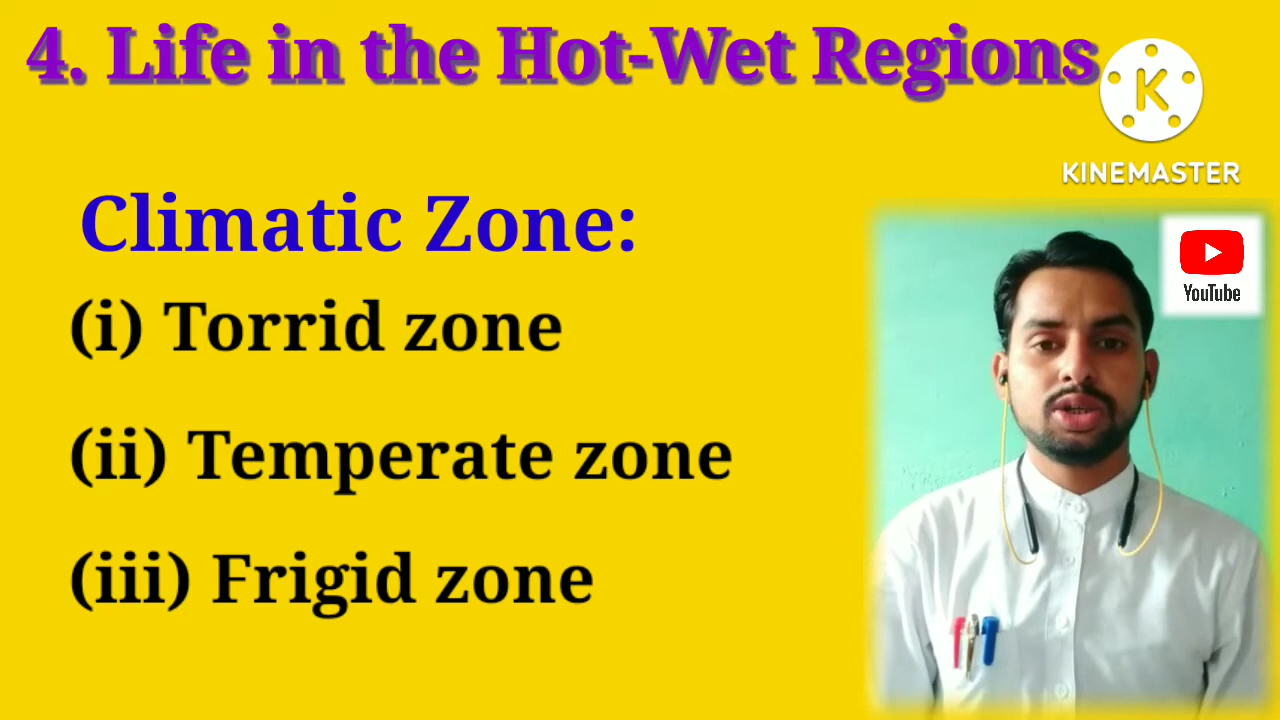 4. Life in the Hot-Wet Regions
K
KINEMASTER
Climatic Zone:
YouTube
(i) Torrid zone
(ii) Temperate zone
(iii) Frigid zone